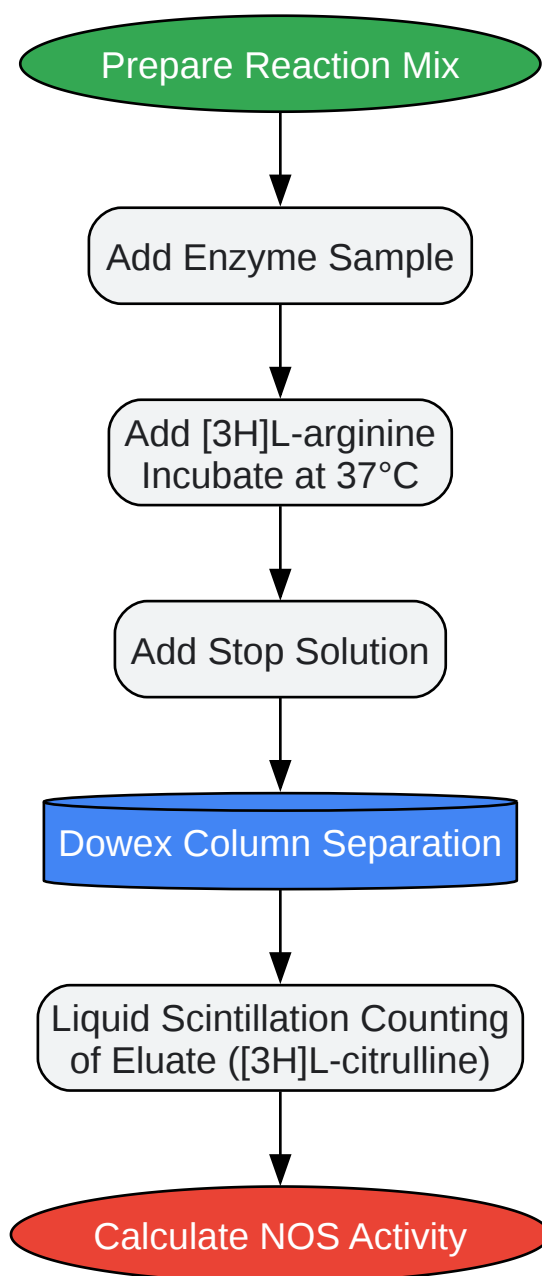 Prepare Reaction Mix
Add Enzyme Sample
Add [3H]L-arginine
Incubate at 37°C
Add Stop Solution
Dowex Column Separation
Liquid Scintillation Counting
of Eluate ([3H]L-citrulline)
Calculate NOS Activity